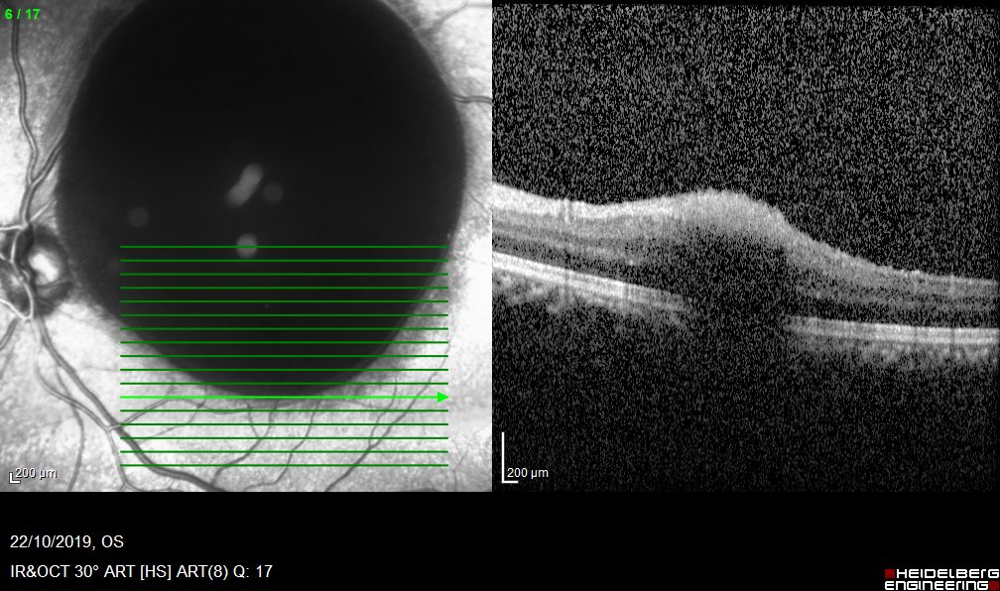 6 / 17
200 µm
200 µm
22/10/2019, OS
IR&OCT 30° ART [HS] ART(8) Q: 17
HEIDELBERG
ENGINEERING